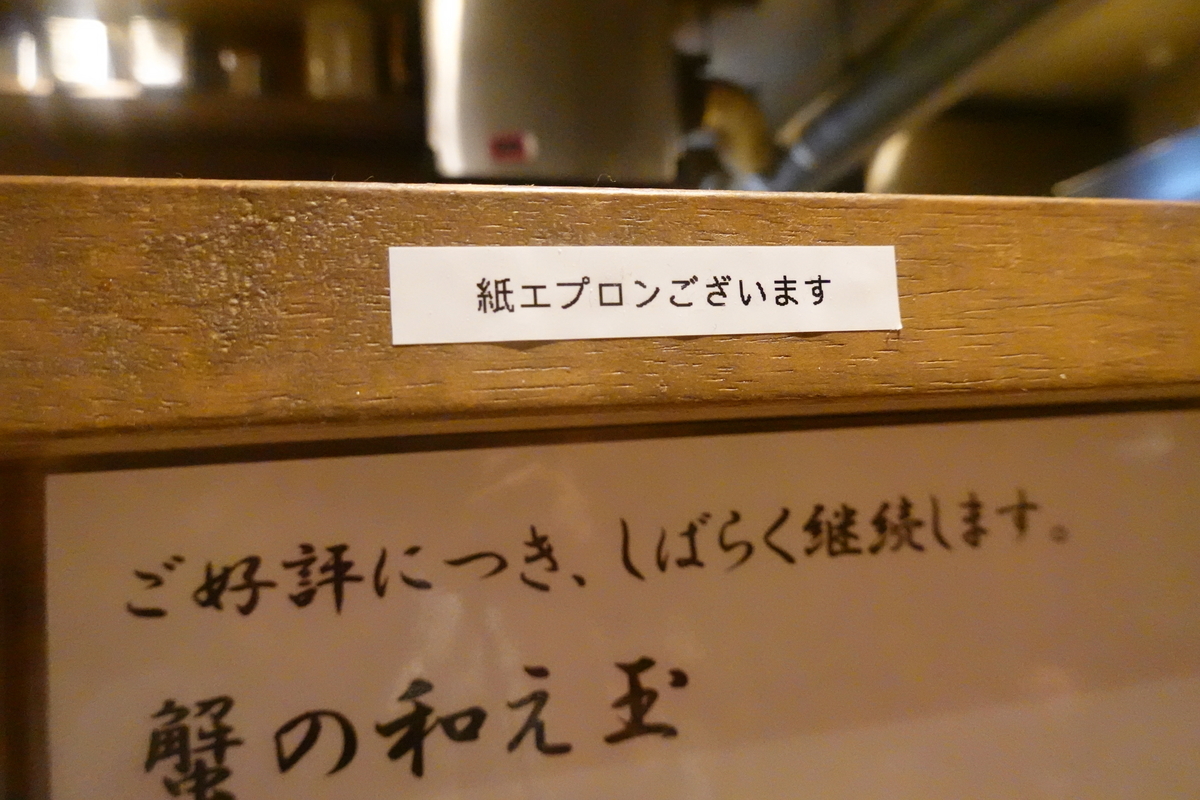 紙エプロンございます
ご好評につき、しばらく継続します。
蟹の和え玉